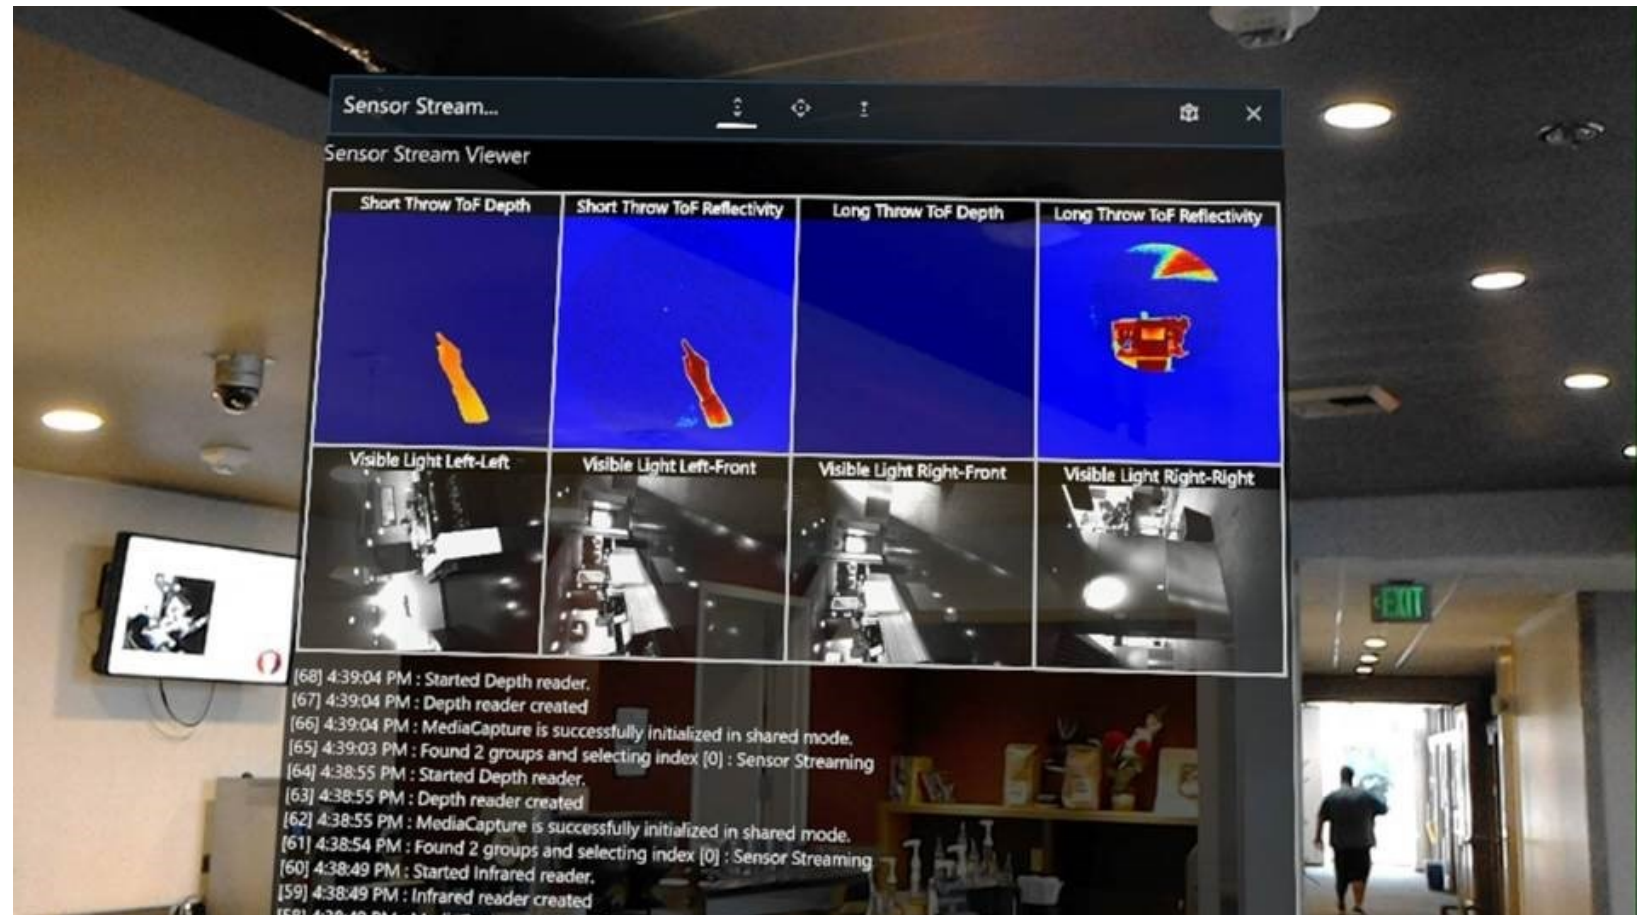 Sensor Stream...
Sensor Stream Viewer
Short Throw ToF Depth
Short Throw ToF Reflectivity
Long Throw ToF Depth
Long Throw ToF Reflectivity
Visible Light Left-Left
Visible Light Left-Front
Visible Light Right-Front
Visible Light Right-Right
[68] 4:39:04 PM : Started Depth reader.
[67] 4:39:04 PM : Depth reader created
[66] 4:39:04 PM : MediaCapture is successfully initialized in shared mode.
[65] 4:39:03 PM : Found 2 groups and selecting index [0] : Sensor Streaming
[64] 4:38:55 PM : Started Depth reader.
[63] 4:38:55 PM : Depth reader created
[62] 4:38:55 PM : MediaCapture is successfully initialized in shared mode.
[61] 4:38:54 PM : Found 2 groups and selecting index [0] : Sensor Streaming
[60] 4:38:49 PM : Started Infrared reader.
[59] 4:38:49 PM : Infrared reader created
EXIT